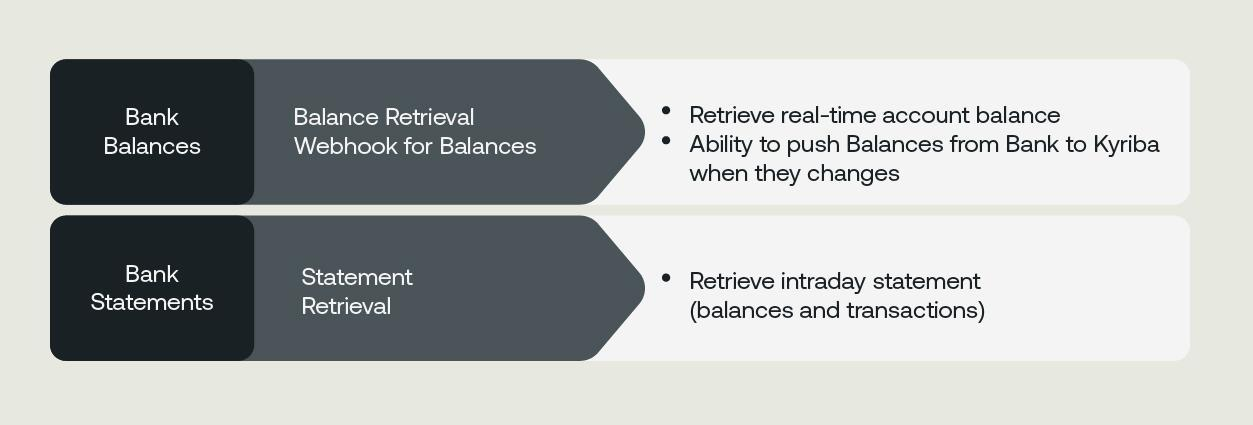 Bank
Balances
Balance Retrieval
Webhook for Balances
• Retrieve real-time account balance
• Ability to push Balances from Bank to Kyriba
when they changes
Bank
Statements
Statement
Retrieval
• Retrieve intraday statement
(balances and transactions)